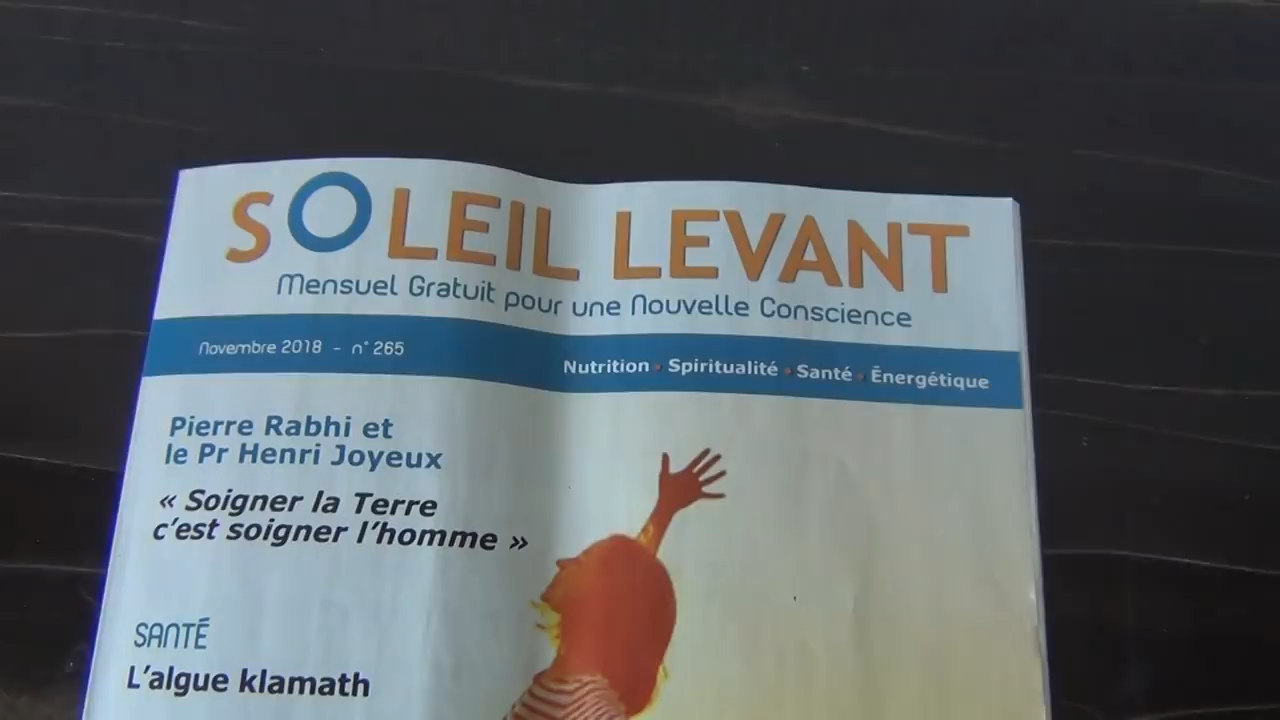 SOLEIL LEVANT
Mensuel Gratuit pour une Nouvelle Conscience
Novembre 2018 - n° 265
Nutrition • Spiritualité • Santé • Énergétique
Pierre Rabhi et
le Pr Henri Joyeux
« Soigner la Terre
c'est soigner l'homme »
SANTÉ
L'algue klamath